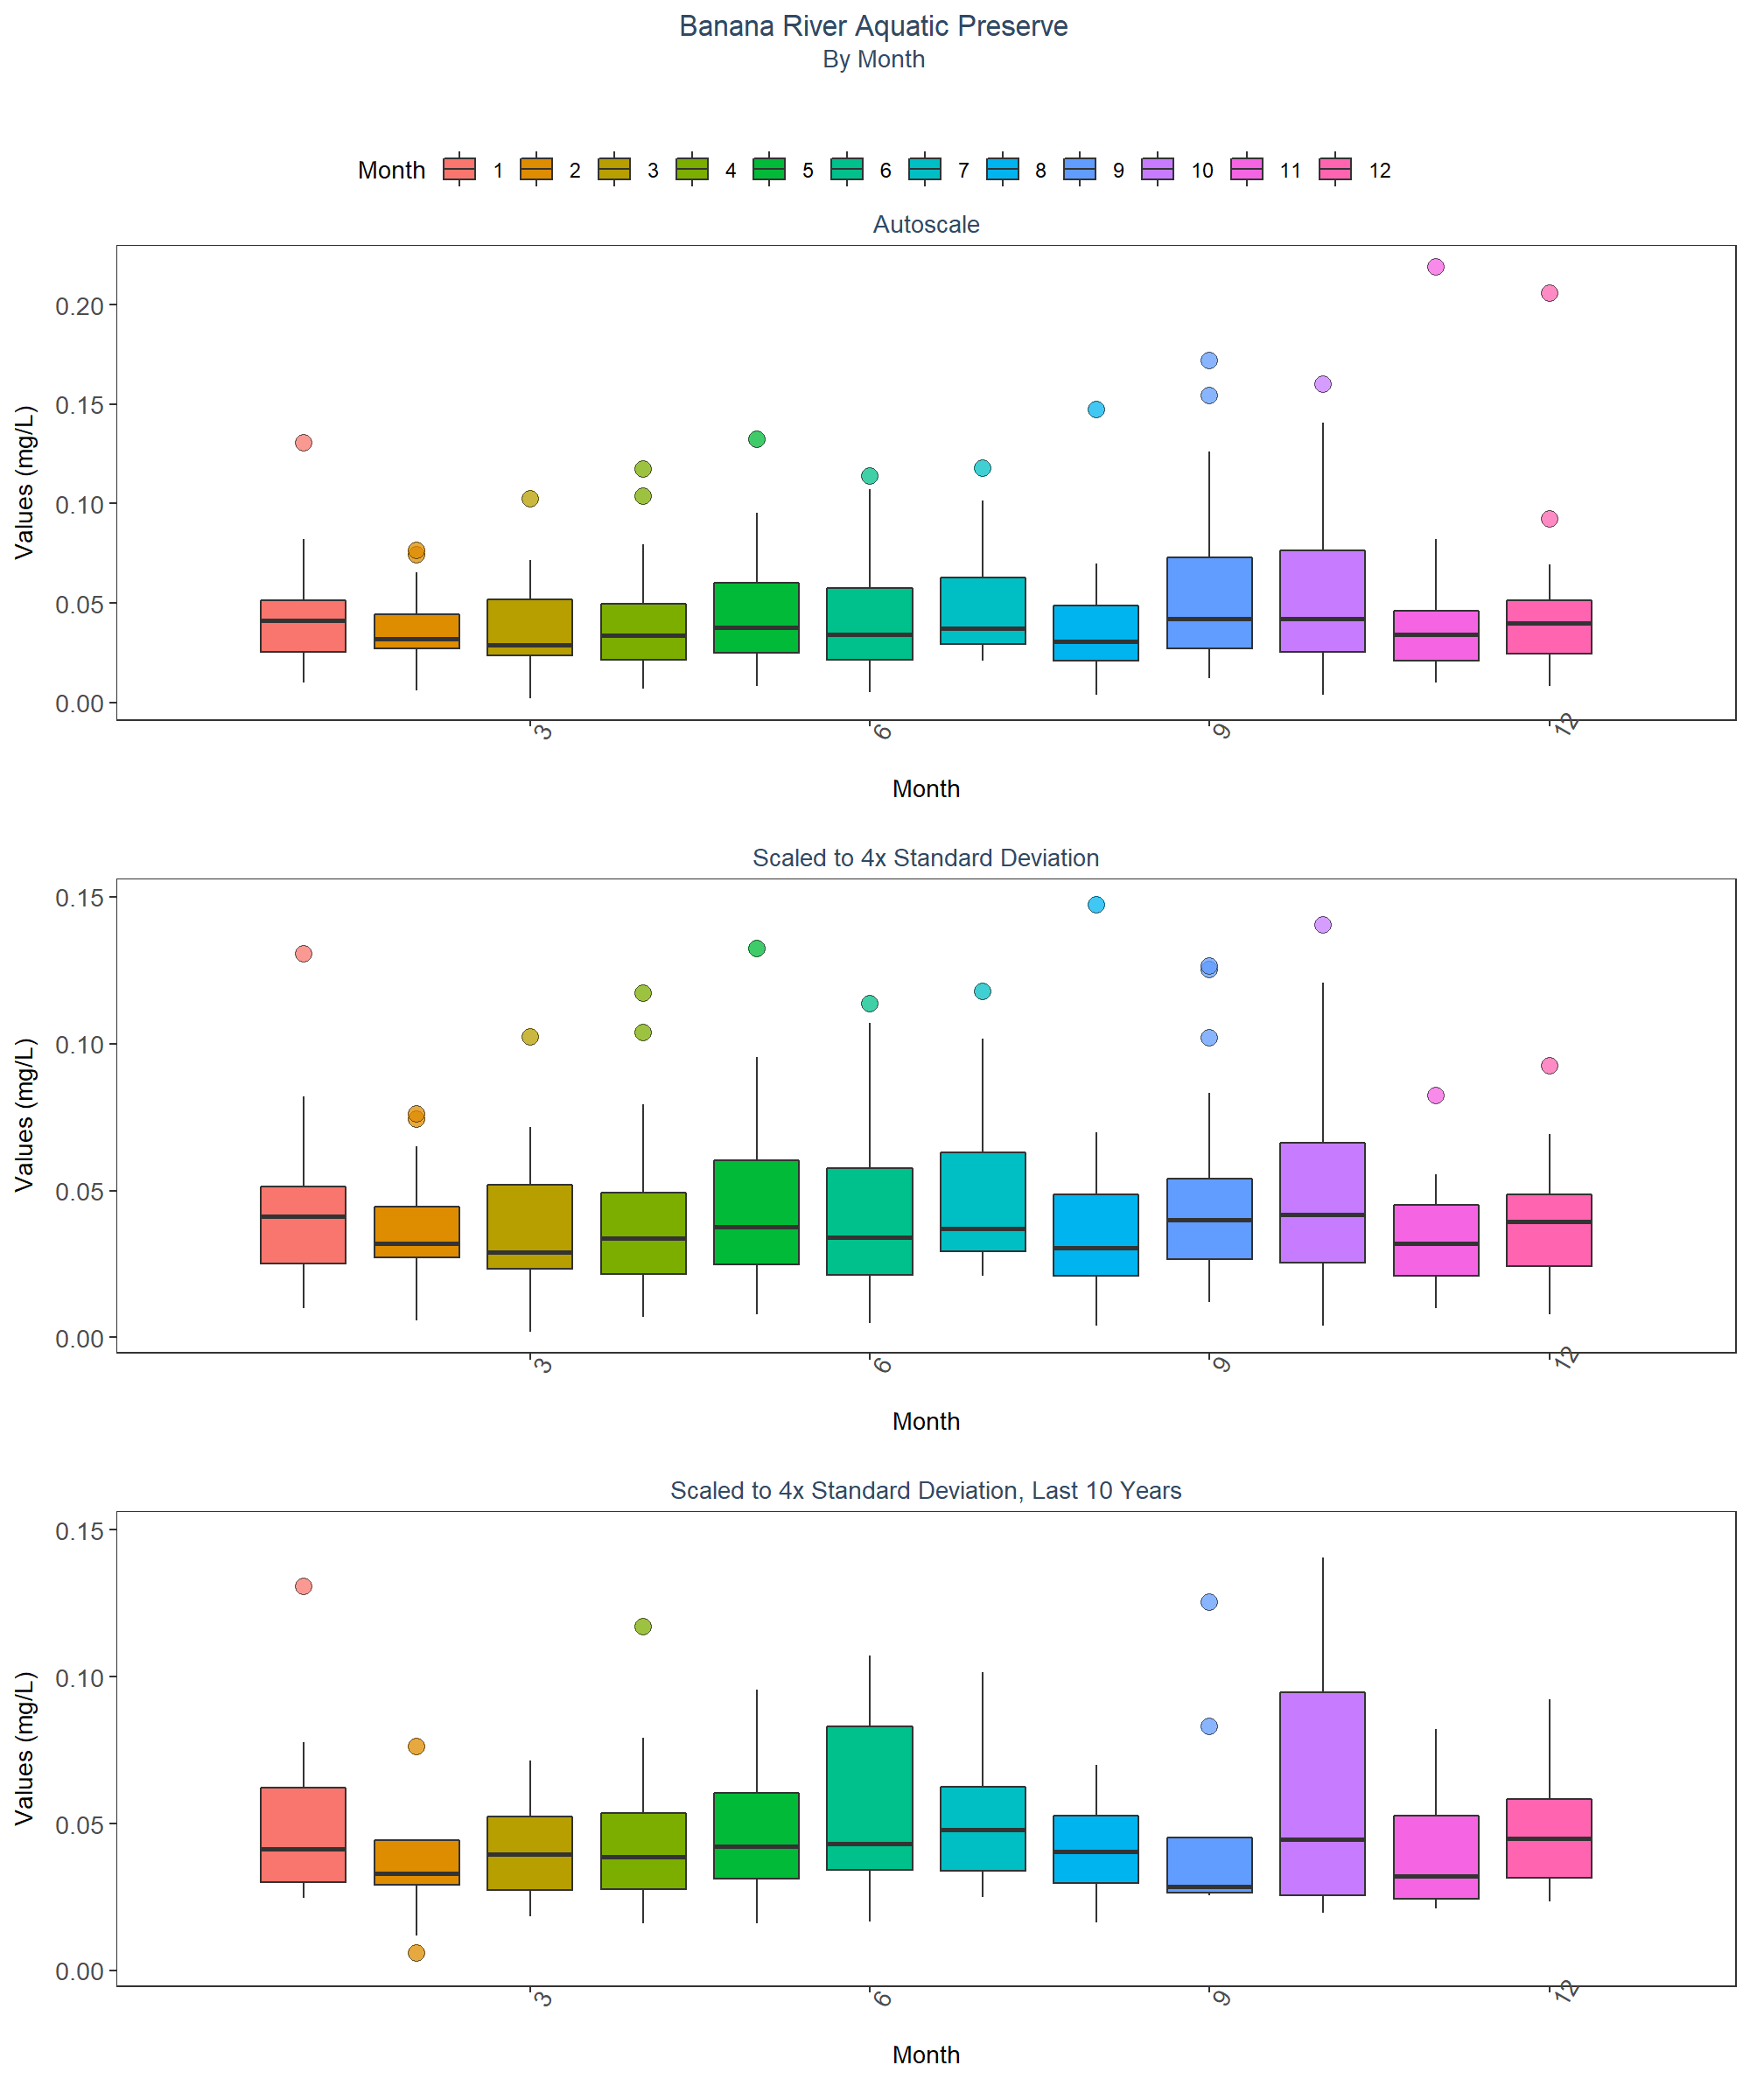 Banana River Aquatic Preserve
By Month
Month 1 2 3 4 5 6 7 8 9 10 11 12
Autoscale
Values (mg/L)
0.20
0.15
0.10
0.05
0.00
3 6 9 12
Month
Scaled to 4x Standard Deviation
Values (mg/L)
0.15
0.10
0.05
0.00
3 6 9 12
Month
Scaled to 4x Standard Deviation, Last 10 Years
Values (mg/L)
0.15
0.10
0.05
0.00
3 6 9 12
Month